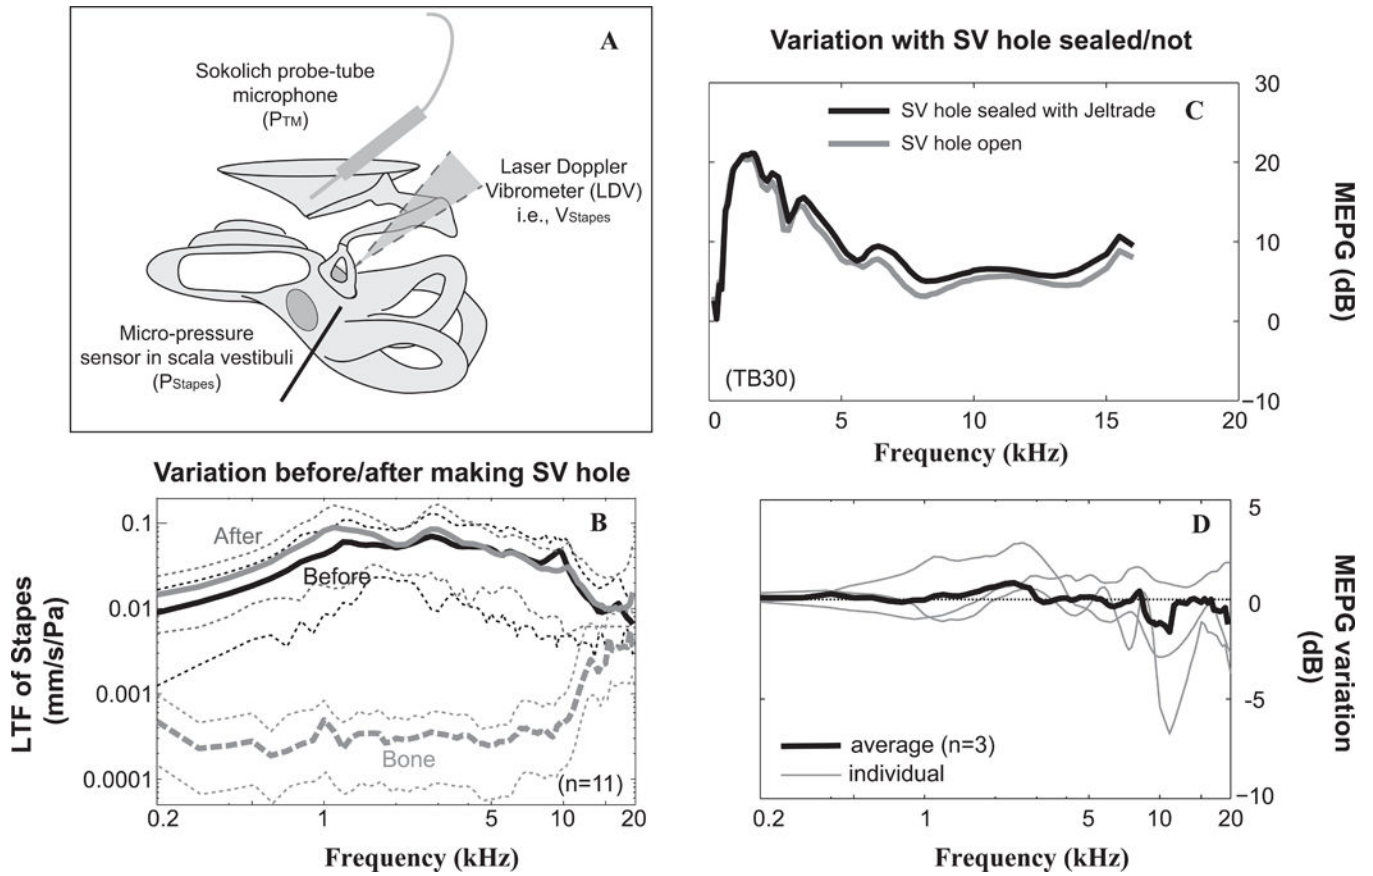 A
Sokolich probe-tube
microphone
(PTM)
Laser Doppler
Vibrometer (LDV)
i.e., VStapes
Micro-pressure
sensor in scala vestibuli
(PStapes)
Variation with SV hole sealed/not
C
SV hole sealed with Jeltrade
SV hole open
(TB30)
30
20
10
0
−10
MEPG (dB)
0
5
10
15
20
Frequency (kHz)
Variation before/after making SV hole
B
After
Before
Bone
(n=11)
0.1
0.01
0.001
0.0001
LTF of Stapes
(mm/s/Pa)
0.2
1
5
10
20
Frequency (kHz)
D
average (n=3)
individual
5
0
−5
−10
MEPG variation
(dB)
0.2
1
5
10
20
Frequency (kHz)